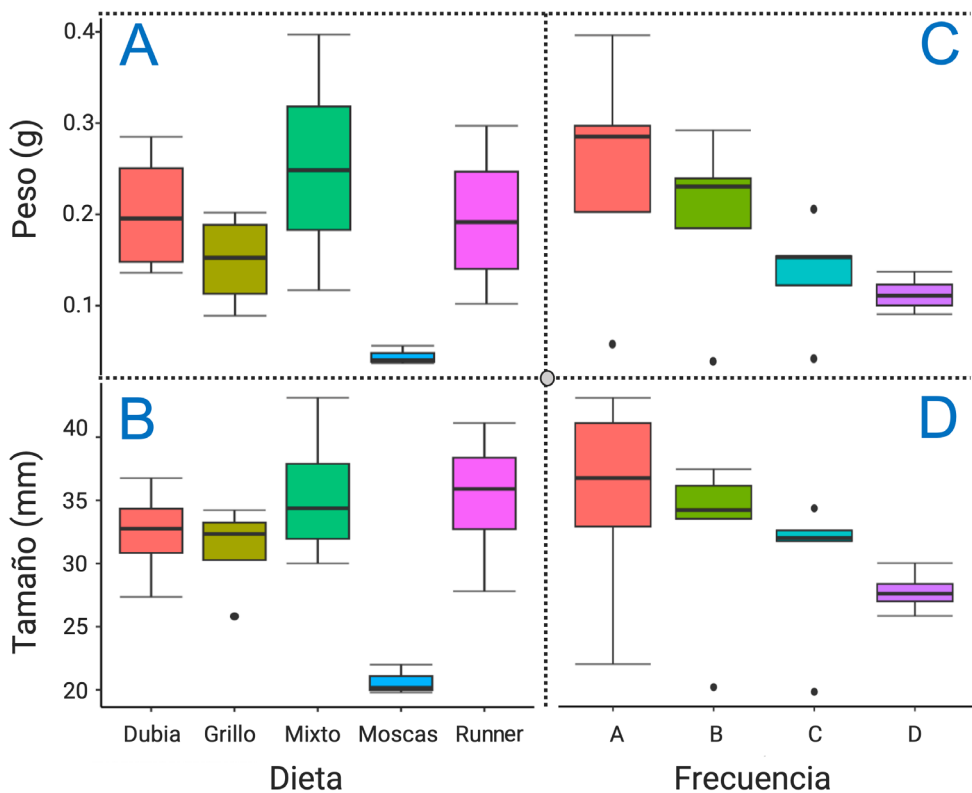 A
C
Peso (g)
0.4
0.3
0.2
0.1
B
D
Tamaño (mm)
40
35
30
25
20
Dubia Grillo Mixto Moscas Runner
A B C D
Dieta
Frecuencia